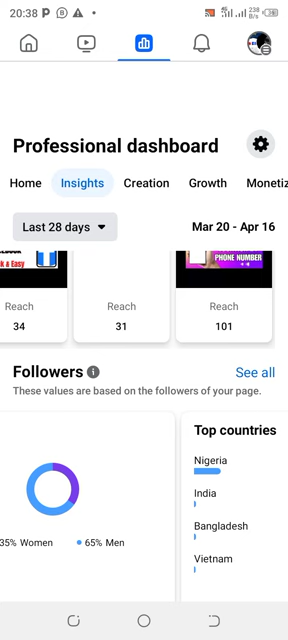 20:38
4G
238
B/s
Professional dashboard
Home Insights Creation Growth Monetiz
Last 28 days
Mar 20 - Apr 16
k & Easy
PHONE NUMBER
Reach
34
Reach
31
Reach
101
Followers
See all
These values are based on the followers of your page.
35% Women
65% Men
Top countries
Nigeria
India
Bangladesh
Vietnam